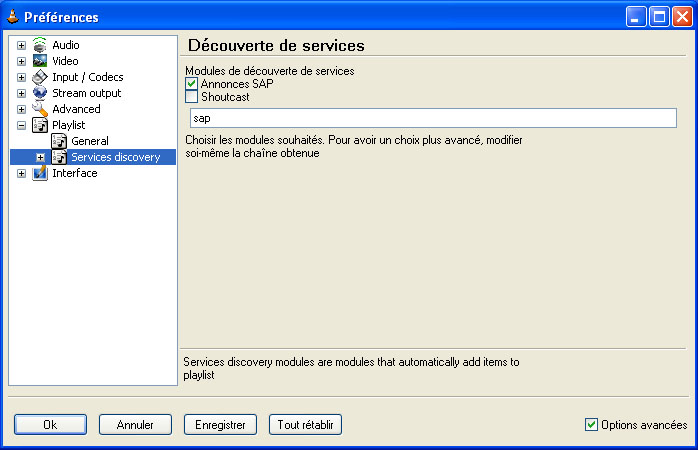 Préférences
Audio
Video
Input / Codecs
Stream output
Advanced
Playlist
General
Services discovery
Interface
Découverte de services
Modules de découverte de services
Annonces SAP
Shoutcast
sap
Choisir les modules souhaités. Pour avoir un choix plus avancé, modifier
soi-même la chaîne obtenue
Services discovery modules are modules that automatically add items to
playlist
Ok
Annuler
Enregistrer
Tout rétablir
Options avancées